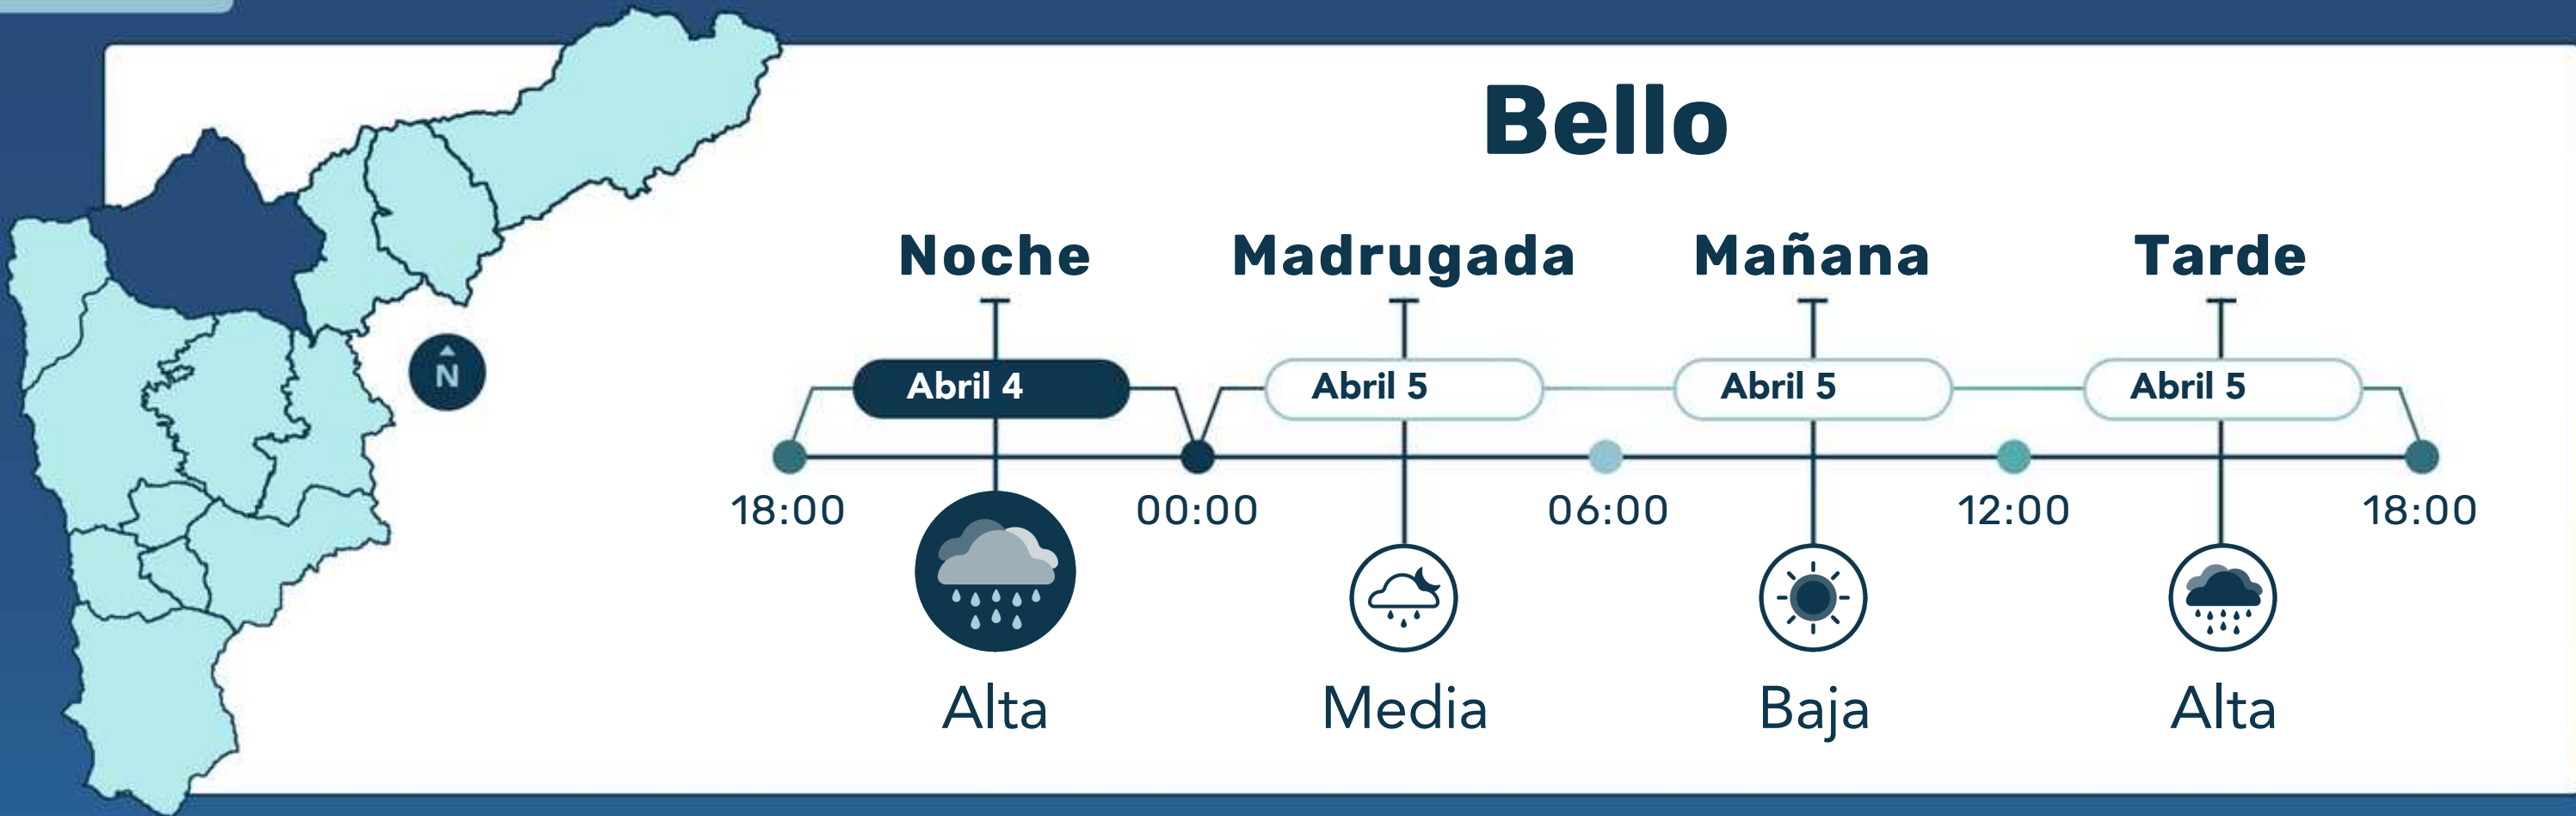 Bello
Noche Madrugada Mañana Tarde
Abril 4 Abril 5 Abril 5 Abril 5
N
18:00 00:00 06:00 12:00 18:00
Alta Media Baja Alta